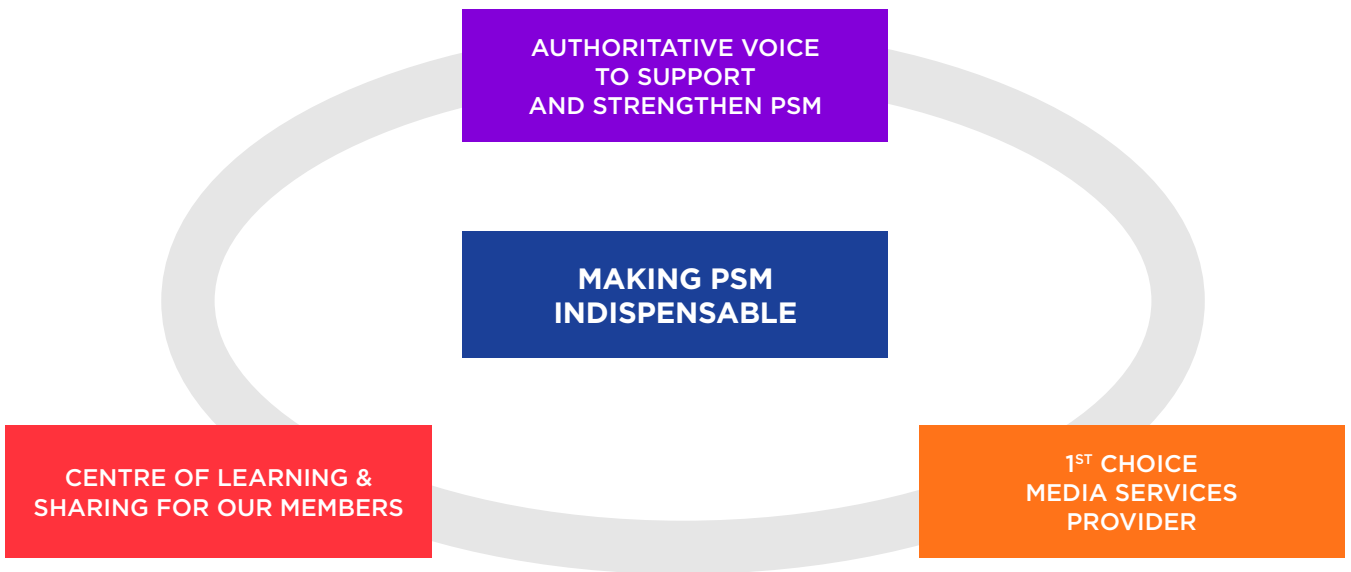 AUTHORITATIVE VOICE
TO SUPPORT
AND STRENGTHEN PSM
MAKING PSM
INDISPENSABLE
CENTRE OF LEARNING &
SHARING FOR OUR MEMBERS
1ST CHOICE
MEDIA SERVICES
PROVIDER